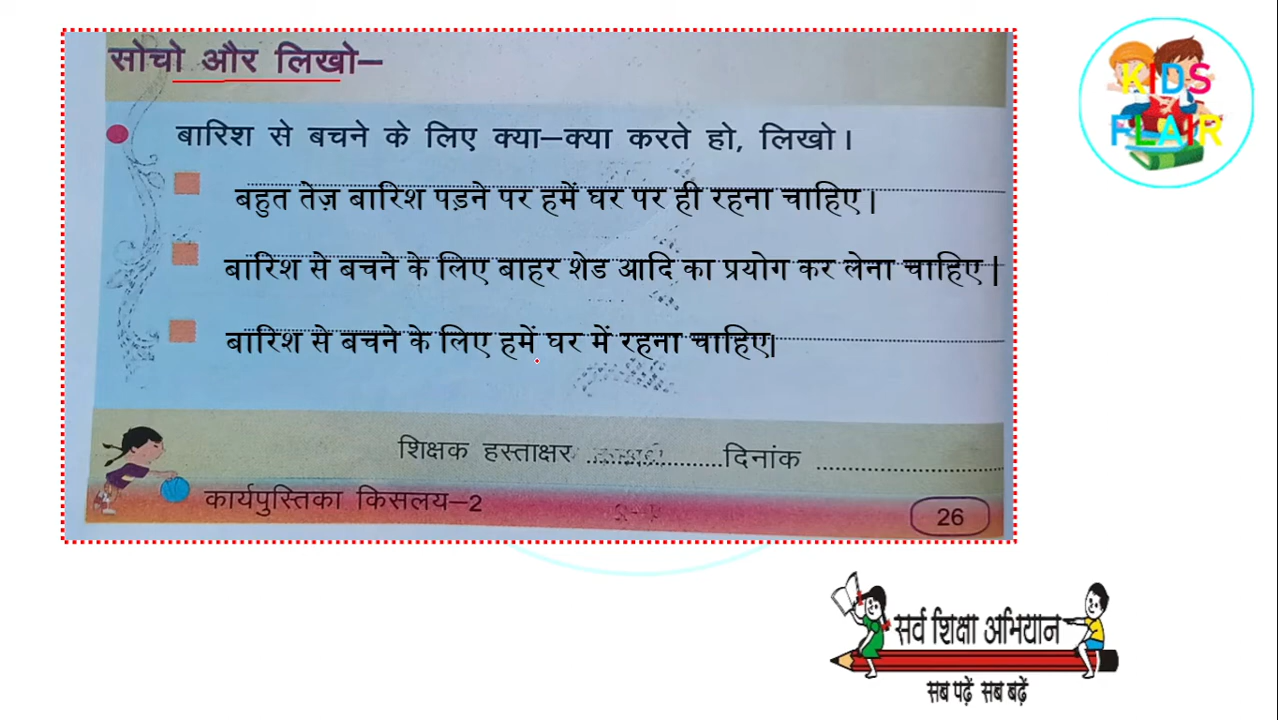 सोचो और लिखो–
बारिश से बचने के लिए क्या–क्या करते हो, लिखो।
बहुत तेज़ बारिश पड़ने पर हमें घर पर ही रहना चाहिए।
बारिश से बचने के लिए बाहर शेड आदि का प्रयोग कर लेना चाहिए |
बारिश से बचने के लिए हमें घर में रहना चाहिए।
शिक्षक हस्ताक्षर ........................दिनांक ................................
कार्यपुस्तिका किसलय–2
26
KIDS
FLAIR
सर्व शिक्षा अभियान
सब पढ़ें सब बढ़ें